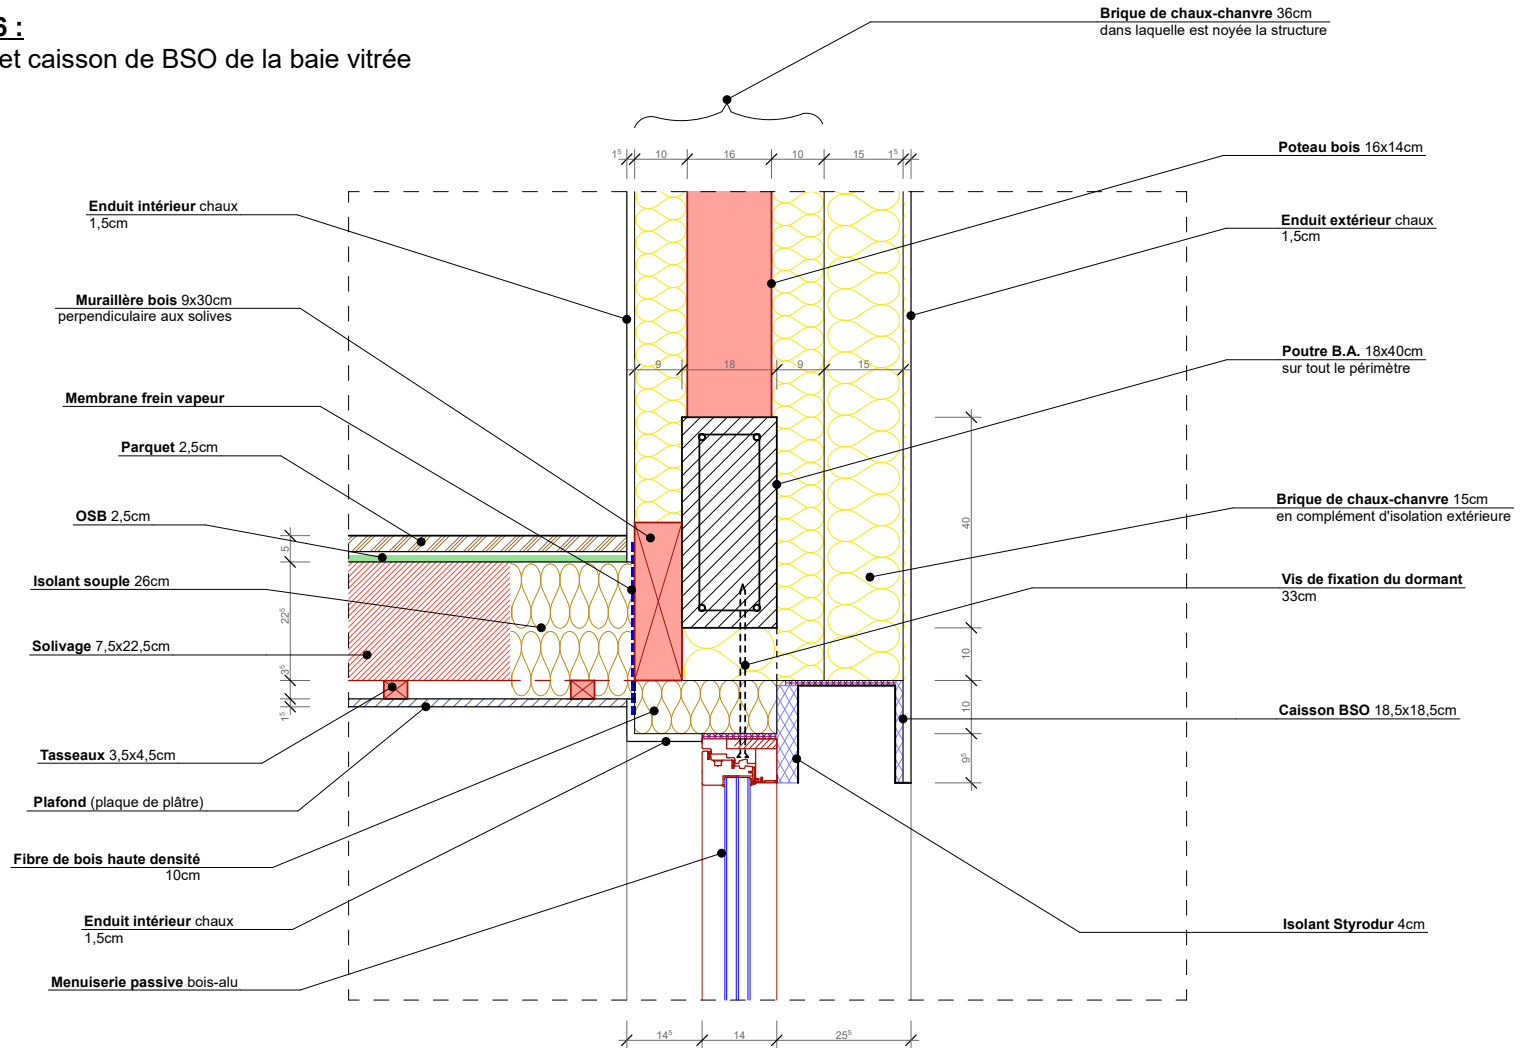 6 :
et caisson de BSO de la baie vitrée
Brique de chaux-chanvre 36cm
dans laquelle est noyée la structure
1⁵ 10 16 10 15 1⁵
Poteau bois 16x14cm
Enduit intérieur chaux
1,5cm
Enduit extérieur chaux
1,5cm
Muraillère bois 9x30cm
perpendiculaire aux solives
Poutre B.A. 18x40cm
sur tout le périmètre
9 18 9 15
Membrane frein vapeur
Parquet 2,5cm
OSB 2,5cm
Brique de chaux-chanvre 15cm
en complément d'isolation extérieure
40
5
Isolant souple 26cm
Vis de fixation du dormant
33cm
22⁵
Solivage 7,5x22,5cm
10
3⁵
1⁵
Caisson BSO 18,5x18,5cm
10
Tasseaux 3,5x4,5cm
9⁵
Plafond (plaque de plâtre)
Fibre de bois haute densité
10cm
Enduit intérieur chaux
1,5cm
Isolant Styrodur 4cm
Menuiserie passive bois-alu
14⁵ 14 25⁵